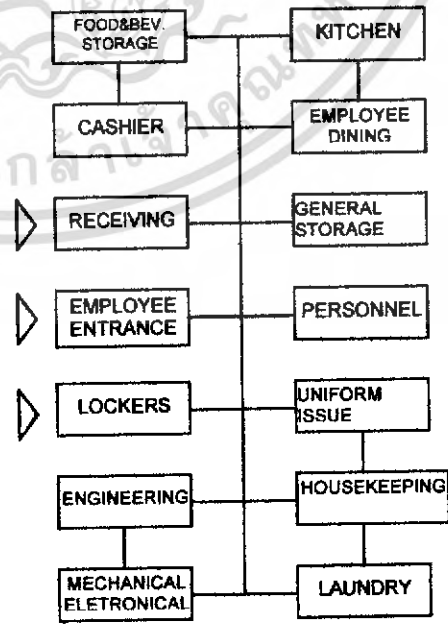 FOOD&BEV.
STORAGE
KITCHEN
CASHIER
EMPLOYEE
DINING
RECEIVING
GENERAL
STORAGE
EMPLOYEE
ENTRANCE
PERSONNEL
LOCKERS
UNIFORM
ISSUE
ENGINEERING
HOUSEKEEPING
MECHANICAL
ELETRONICAL
LAUNDRY